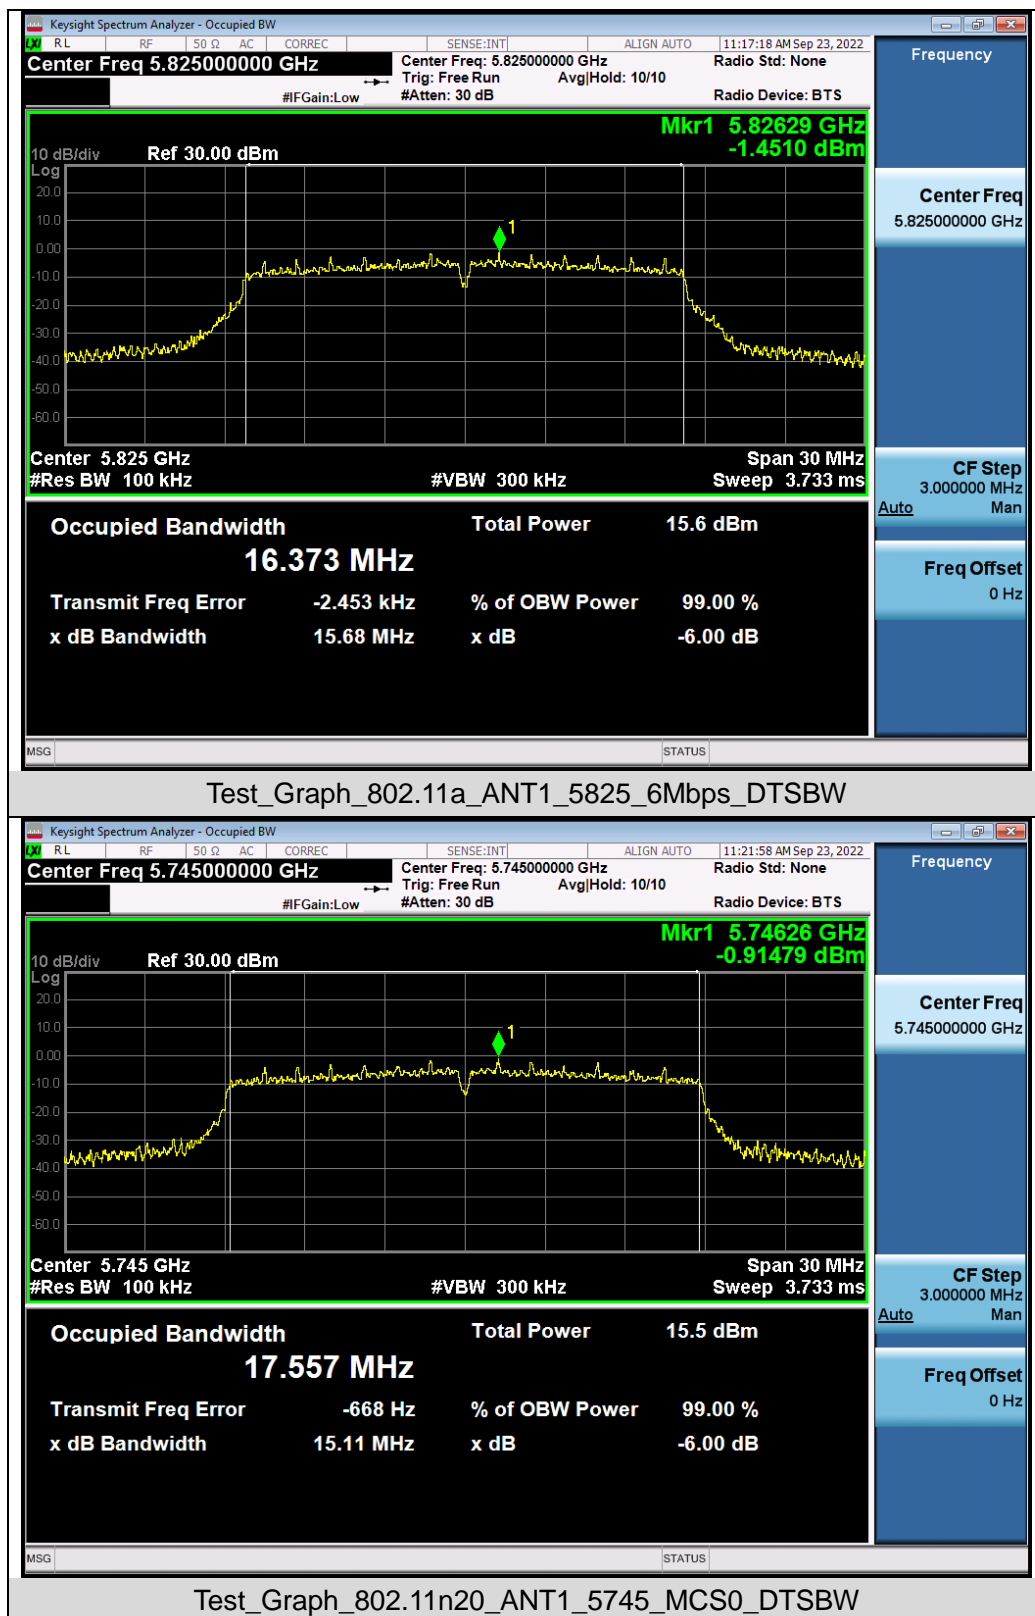 Keysight Spectrum Analyzer - Occupied BW
LXI RL RF 50 Ω AC CORREC SENSE:INT ALIGN AUTO 11:17:18 AM Sep 23, 2022
Center Freq 5.825000000 GHz Center Freq: 5.825000000 GHz Radio Std: None
Trig: Free Run Avg|Hold: 10/10
#IFGain:Low #Atten: 30 dB Radio Device: BTS
Frequency
Mkr1 5.82629 GHz
-1.4510 dBm
10 dB/div Ref 30.00 dBm
Log
20.0
10.0
0.00
-10.0
-20.0
-30.0
-40.0
-50.0
-60.0
1
Center 5.825 GHz Span 30 MHz
#Res BW 100 kHz #VBW 300 kHz Sweep 3.733 ms
Center Freq
5.825000000 GHz
CF Step
3.000000 MHz
Auto Man
Freq Offset
0 Hz
Occupied Bandwidth Total Power 15.6 dBm
16.373 MHz
Transmit Freq Error -2.453 kHz % of OBW Power 99.00 %
x dB Bandwidth 15.68 MHz x dB -6.00 dB
MSG STATUS
Test_Graph_802.11a_ANT1_5825_6Mbps_DTSBW
Keysight Spectrum Analyzer - Occupied BW
LXI RL RF 50 Ω AC CORREC SENSE:INT ALIGN AUTO 11:21:58 AM Sep 23, 2022
Center Freq 5.745000000 GHz Center Freq: 5.745000000 GHz Radio Std: None
Trig: Free Run Avg|Hold: 10/10
#IFGain:Low #Atten: 30 dB Radio Device: BTS
Frequency
Mkr1 5.74626 GHz
-0.91479 dBm
10 dB/div Ref 30.00 dBm
Log
20.0
10.0
0.00
-10.0
-20.0
-30.0
-40.0
-50.0
-60.0
1
Center 5.745 GHz Span 30 MHz
#Res BW 100 kHz #VBW 300 kHz Sweep 3.733 ms
Center Freq
5.745000000 GHz
CF Step
3.000000 MHz
Auto Man
Freq Offset
0 Hz
Occupied Bandwidth Total Power 15.5 dBm
17.557 MHz
Transmit Freq Error -668 Hz % of OBW Power 99.00 %
x dB Bandwidth 15.11 MHz x dB -6.00 dB
MSG STATUS
Test_Graph_802.11n20_ANT1_5745_MCS0_DTSBW